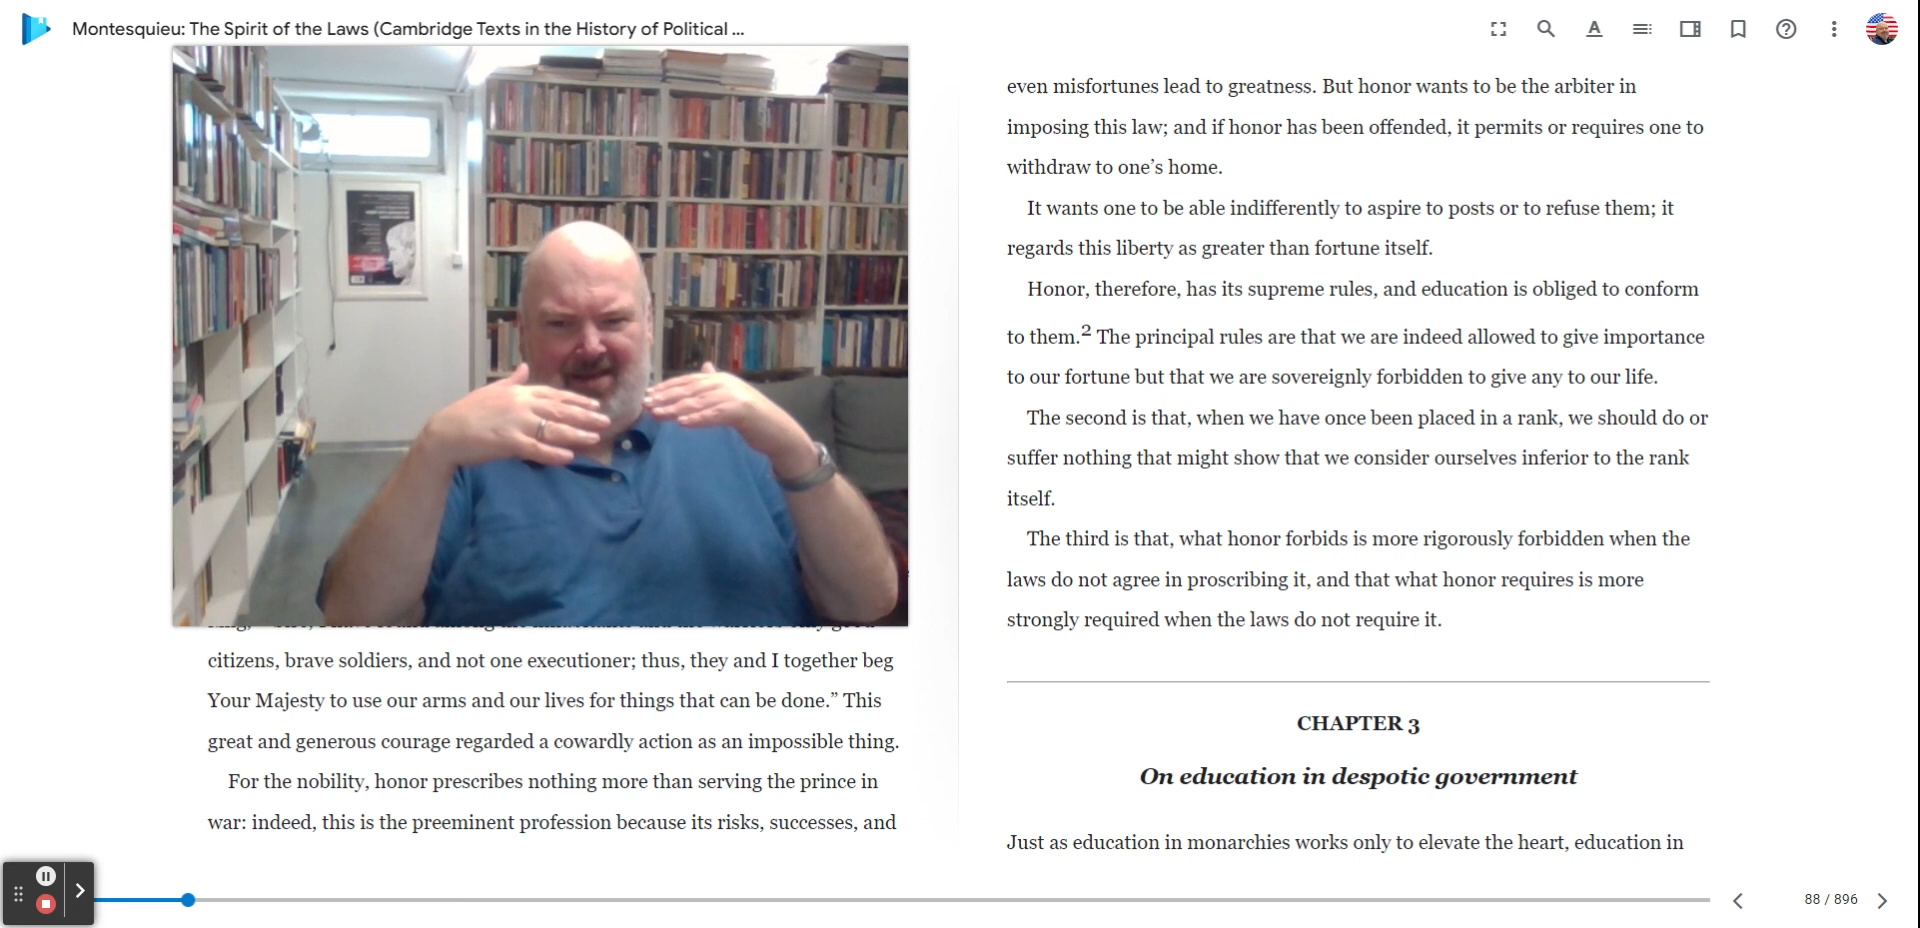 Montesquieu: The Spirit of the Laws (Cambridge Texts in the History of Political ...
citizens, brave soldiers, and not one executioner; thus, they and I together beg
Your Majesty to use our arms and our lives for things that can be done.” This
great and generous courage regarded a cowardly action as an impossible thing.
For the nobility, honor prescribes nothing more than serving the prince in
war: indeed, this is the preeminent profession because its risks, successes, and
even misfortunes lead to greatness. But honor wants to be the arbiter in
imposing this law; and if honor has been offended, it permits or requires one to
withdraw to one’s home.
It wants one to be able indifferently to aspire to posts or to refuse them; it
regards this liberty as greater than fortune itself.
Honor, therefore, has its supreme rules, and education is obliged to conform
to them.2 The principal rules are that we are indeed allowed to give importance
to our fortune but that we are sovereignly forbidden to give any to our life.
The second is that, when we have once been placed in a rank, we should do or
suffer nothing that might show that we consider ourselves inferior to the rank
itself.
The third is that, what honor forbids is more rigorously forbidden when the
laws do not agree in proscribing it, and that what honor requires is more
strongly required when the laws do not require it.
CHAPTER 3
On education in despotic government
Just as education in monarchies works only to elevate the heart, education in
88 / 896